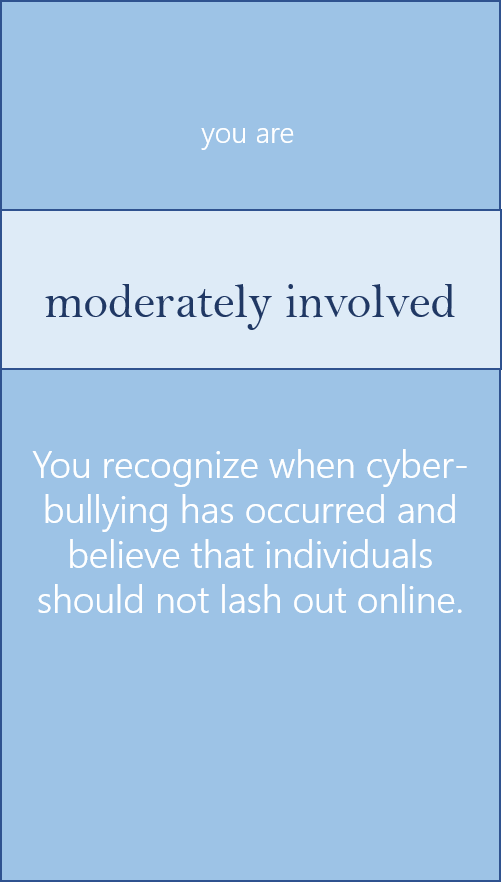 you are
moderately involved
You recognize when cyber-
bullying has occurred and
believe that individuals
should not lash out online.